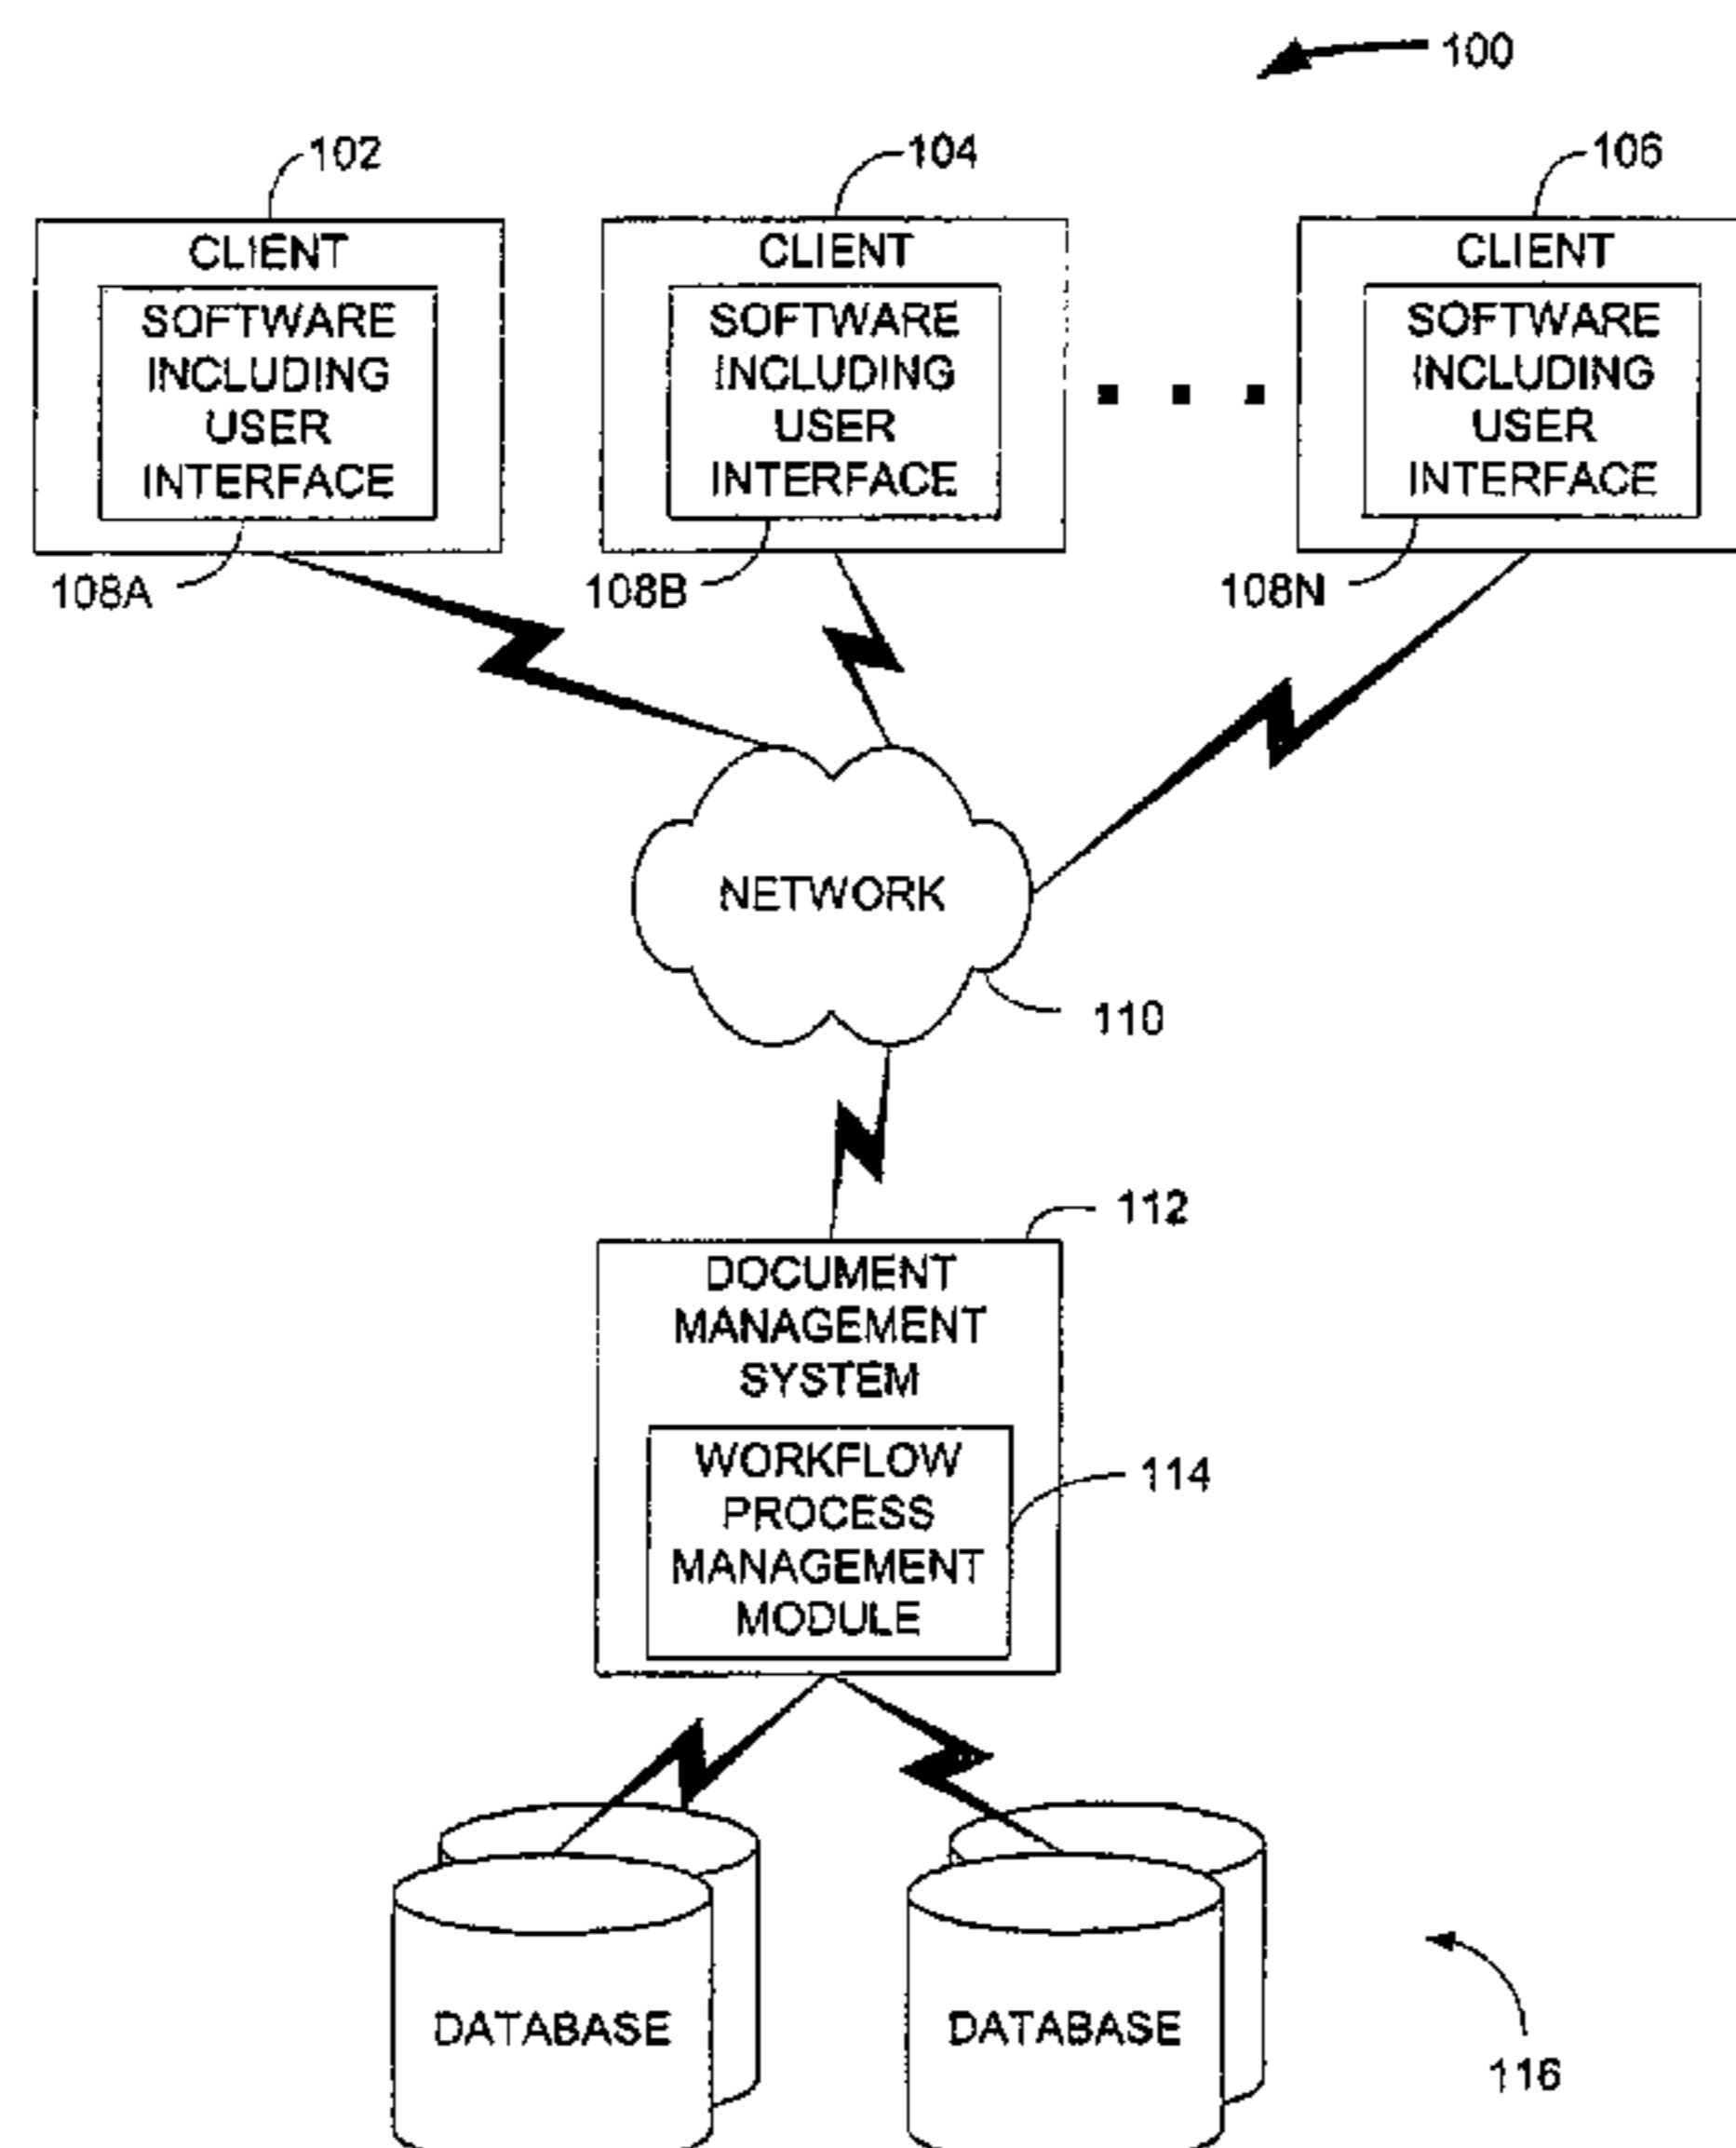 100
102
104
106
CLIENT
SOFTWARE
INCLUDING
USER
INTERFACE
108A
CLIENT
SOFTWARE
INCLUDING
USER
INTERFACE
108B
CLIENT
SOFTWARE
INCLUDING
USER
INTERFACE
108N
NETWORK
110
112
DOCUMENT
MANAGEMENT
SYSTEM
WORKFLOW
PROCESS
MANAGEMENT
MODULE
114
DATABASE
DATABASE
116